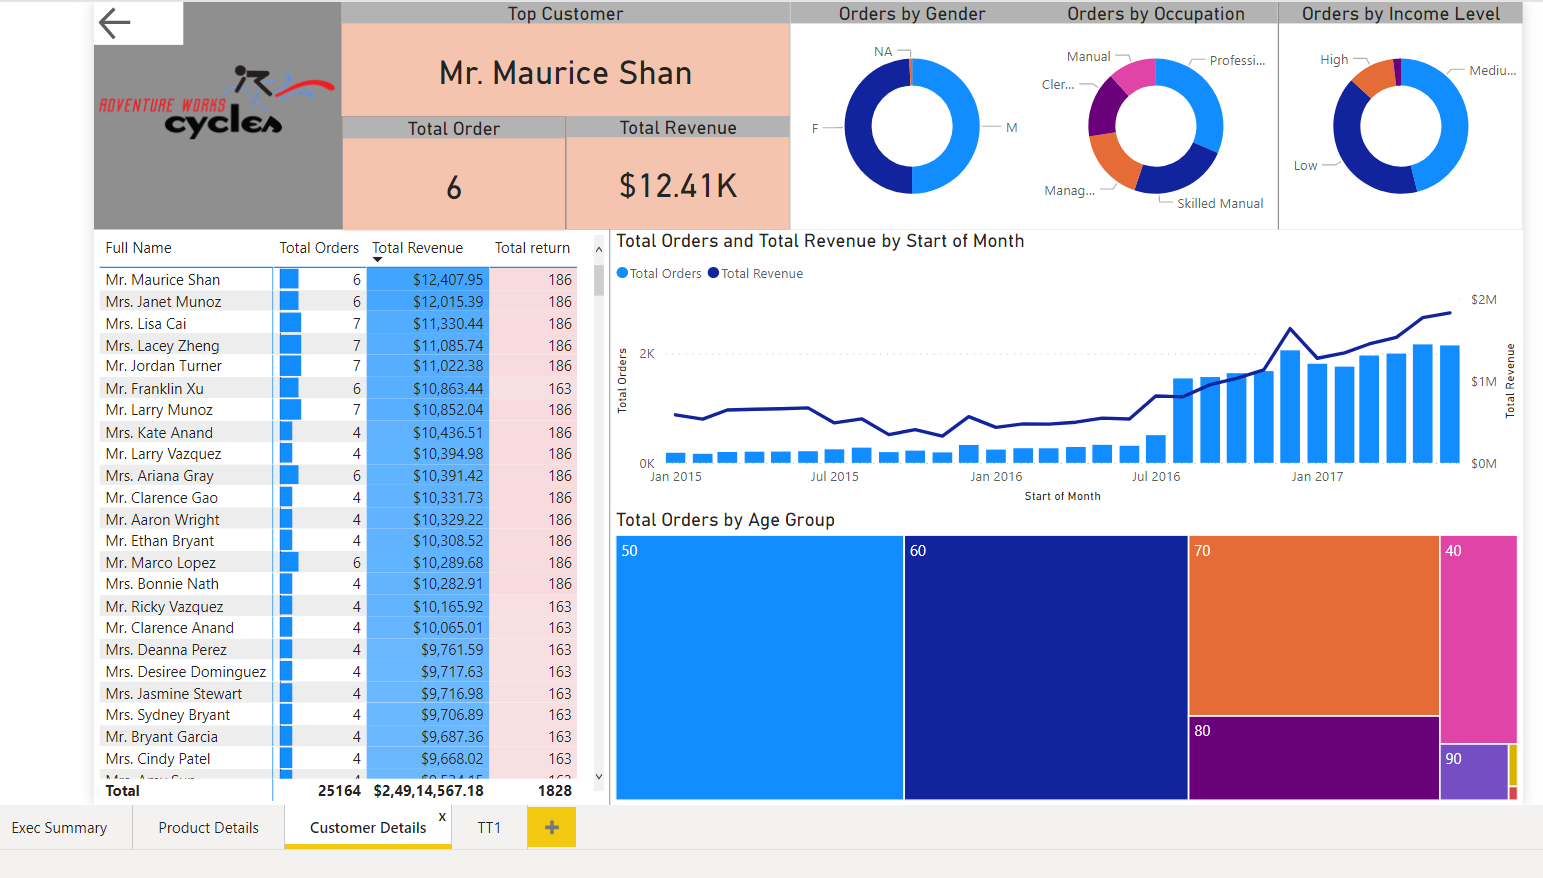 Top Customer
Mr. Maurice Shan
Total Order
6
Total Revenue
$12.41K
ADVENTURE WORKS
cycles
Orders by Gender
NA
F
M
Orders by Occupation
Manual
Professi...
Cler...
Manag...
Skilled Manual
Orders by Income Level
High
Mediu...
Low
Full Name Total Orders Total Revenue Total return
Mr. Maurice Shan 6 $12,407.95 186
Mrs. Janet Munoz 6 $12,015.39 186
Mrs. Lisa Cai 7 $11,330.44 186
Mrs. Lacey Zheng 7 $11,085.74 186
Mr. Jordan Turner 7 $11,022.38 186
Mr. Franklin Xu 6 $10,863.44 163
Mr. Larry Munoz 7 $10,852.04 186
Mrs. Kate Anand 4 $10,436.51 186
Mr. Larry Vazquez 4 $10,394.98 186
Mrs. Ariana Gray 6 $10,391.42 186
Mr. Clarence Gao 4 $10,331.73 186
Mr. Aaron Wright 4 $10,329.22 186
Mr. Ethan Bryant 4 $10,308.52 186
Mr. Marco Lopez 6 $10,289.68 186
Mrs. Bonnie Nath 4 $10,282.91 186
Mr. Ricky Vazquez 4 $10,165.92 163
Mr. Clarence Anand 4 $10,065.01 163
Mrs. Deanna Perez 4 $9,761.59 163
Mrs. Desiree Dominguez 4 $9,717.63 163
Mrs. Jasmine Stewart 4 $9,716.98 163
Mrs. Sydney Bryant 4 $9,706.89 163
Mr. Bryant Garcia 4 $9,687.36 163
Mrs. Cindy Patel 4 $9,668.02 163
Total 25164 $2,49,14,567.18 1828
Total Orders and Total Revenue by Start of Month
Total Orders Total Revenue
Total Orders
2K
0K
$2M
$1M
$0M
Total Revenue
Jan 2015 Jul 2015 Jan 2016 Jul 2016 Jan 2017
Start of Month
Total Orders by Age Group
50
60
70
40
80
90
Exec Summary Product Details Customer Details x TT1 +